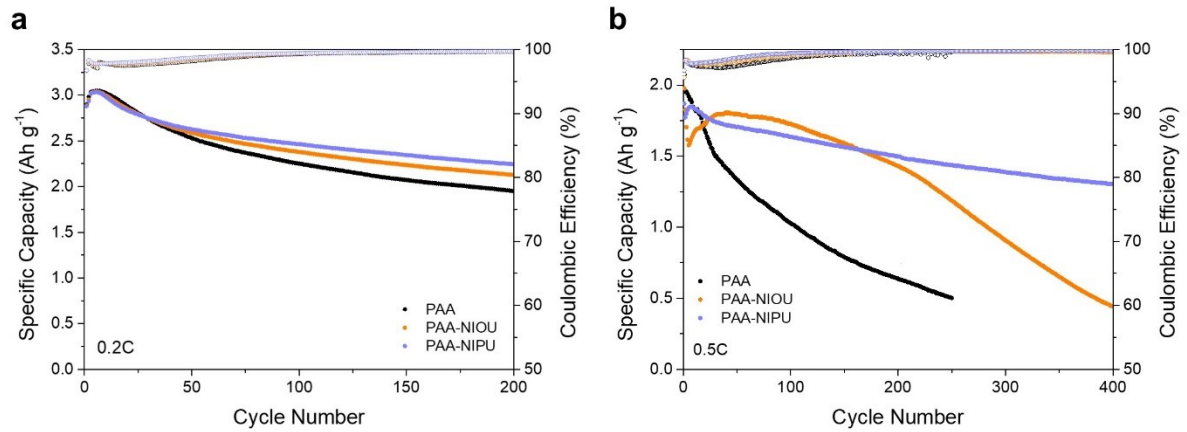 a
Specific Capacity (Ah g⁻¹)
3.5
3.0
2.5
2.0
1.5
1.0
0.5
0.0
0.2C
PAA
PAA-NIOU
PAA-NIPU
100
90
80
70
60
50
Coulombic Efficiency (%)
0 50 100 150 200
Cycle Number
b
Specific Capacity (Ah g⁻¹)
2.0
1.5
1.0
0.5
0.0
PAA
PAA-NIOU
PAA-NIPU
0.5C
100
90
80
70
60
50
Coulombic Efficiency (%)
0 100 200 300 400
Cycle Number